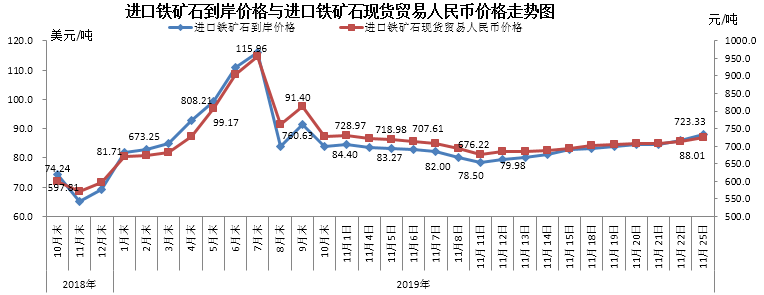 进口铁矿石到岸价格与进口铁矿石现货贸易人民币价格走势图
美元/吨
元/吨
进口铁矿石到岸价格 进口铁矿石现货贸易人民币价格
120.0
110.0
100.0
90.0
80.0
70.0
60.0
1000.0
950.0
900.0
850.0
800.0
750.0
700.0
650.0
600.0
550.0
500.0
74.24
597.81
81.71
673.25
808.21
99.17
115.96
760.63
91.40
728.97
84.40
718.98
83.27
707.61
82.00
676.22
78.50
79.98
723.33
88.01
10月末
11月末
12月末
1月末
2月末
3月末
4月末
5月末
6月末
7月末
8月末
9月末
10月末
11月1日
11月4日
11月5日
11月6日
11月7日
11月8日
11月11日
11月12日
11月13日
11月14日
11月15日
11月18日
11月19日
11月20日
11月21日
11月22日
11月25日
2018年 2019年